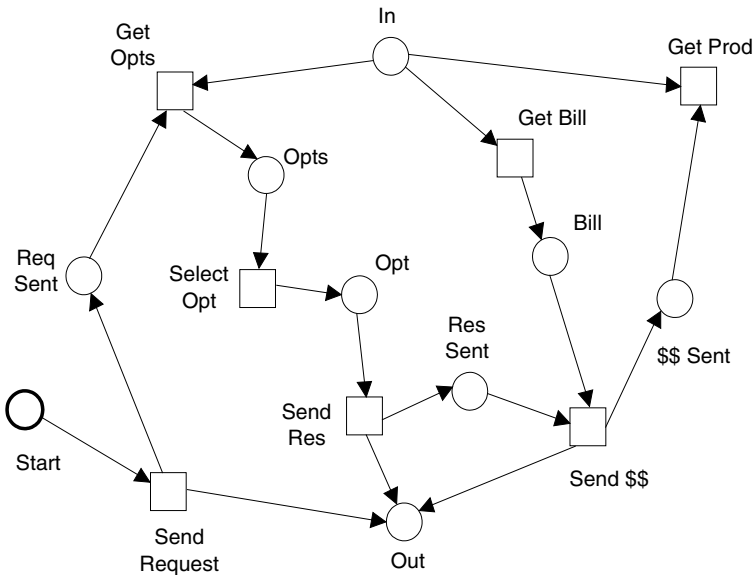 In
Get
Opts
Get Prod
Get Bill
Opts
Bill
Req
Sent
Select
Opt
Opt
Res
Sent
$$ Sent
Send
Res
Start
Send $$
Send
Request
Out